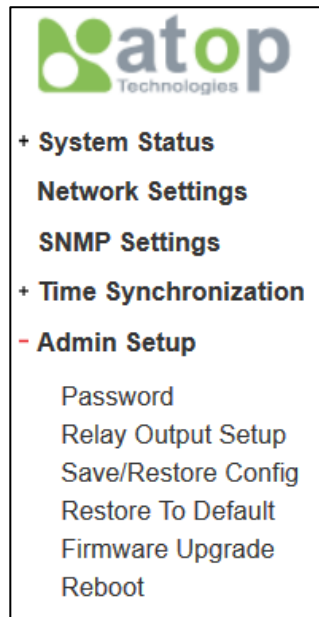 atop
Technologies
+ System Status
Network Settings
SNMP Settings
+ Time Synchronization
- Admin Setup
Password
Relay Output Setup
Save/Restore Config
Restore To Default
Firmware Upgrade
Reboot